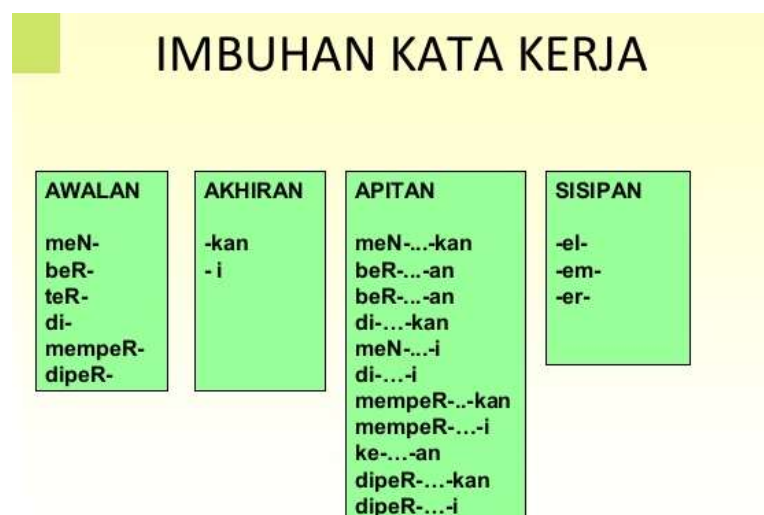 IMBUHAN KATA KERJA
AWALAN
meN-
beR-
teR-
di-
mempeR-
dipeR-
AKHIRAN
-kan
- i
APITAN
meN-...-kan
beR-...-an
beR-...-an
di-...-kan
meN-...-i
di-...-i
mempeR-..-kan
mempeR-...-i
ke-...-an
dipeR-...-kan
dipeR-...-i
SISIPAN
-el-
-em-
-er-